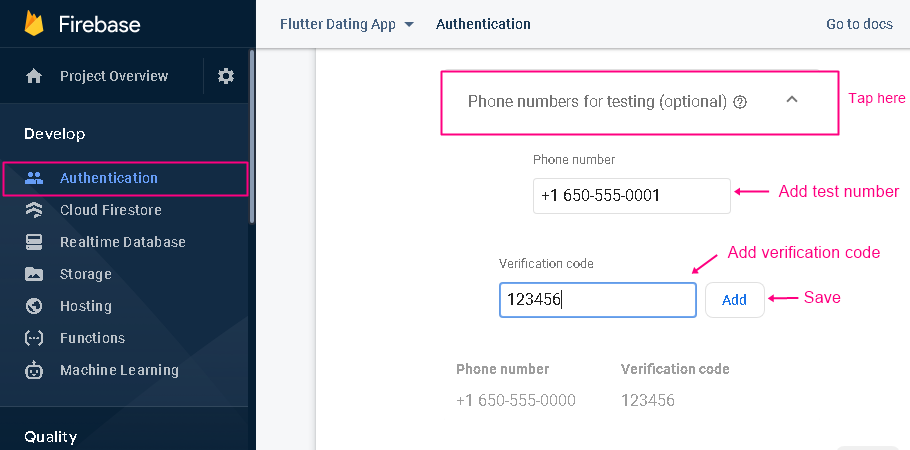 Firebase
Flutter Dating App
Authentication
Go to docs
Project Overview
Develop
Authentication
Cloud Firestore
Realtime Database
Storage
Hosting
Functions
Machine Learning
Quality
Phone numbers for testing (optional)
Tap here
Phone number
+1 650-555-0001
Add test number
Add verification code
Verification code
123456
Add
Save
Phone number Verification code
+1 650-555-0000 123456